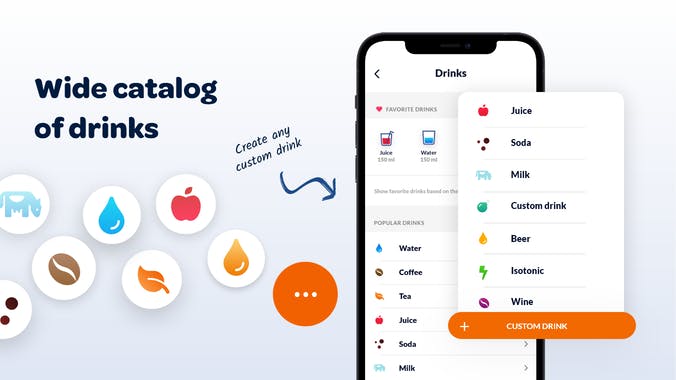 Wide catalog
of drinks
Create any
custom drink
Drinks
FAVORITE DRINKS
Juice
150 ml
Water
150 ml
Show favorite drinks based on the
POPULAR DRINKS
Water
Coffee
Tea
Juice
Soda
Milk
Juice
Soda
Milk
Custom drink
Beer
Isotonic
Wine
+ CUSTOM DRINK